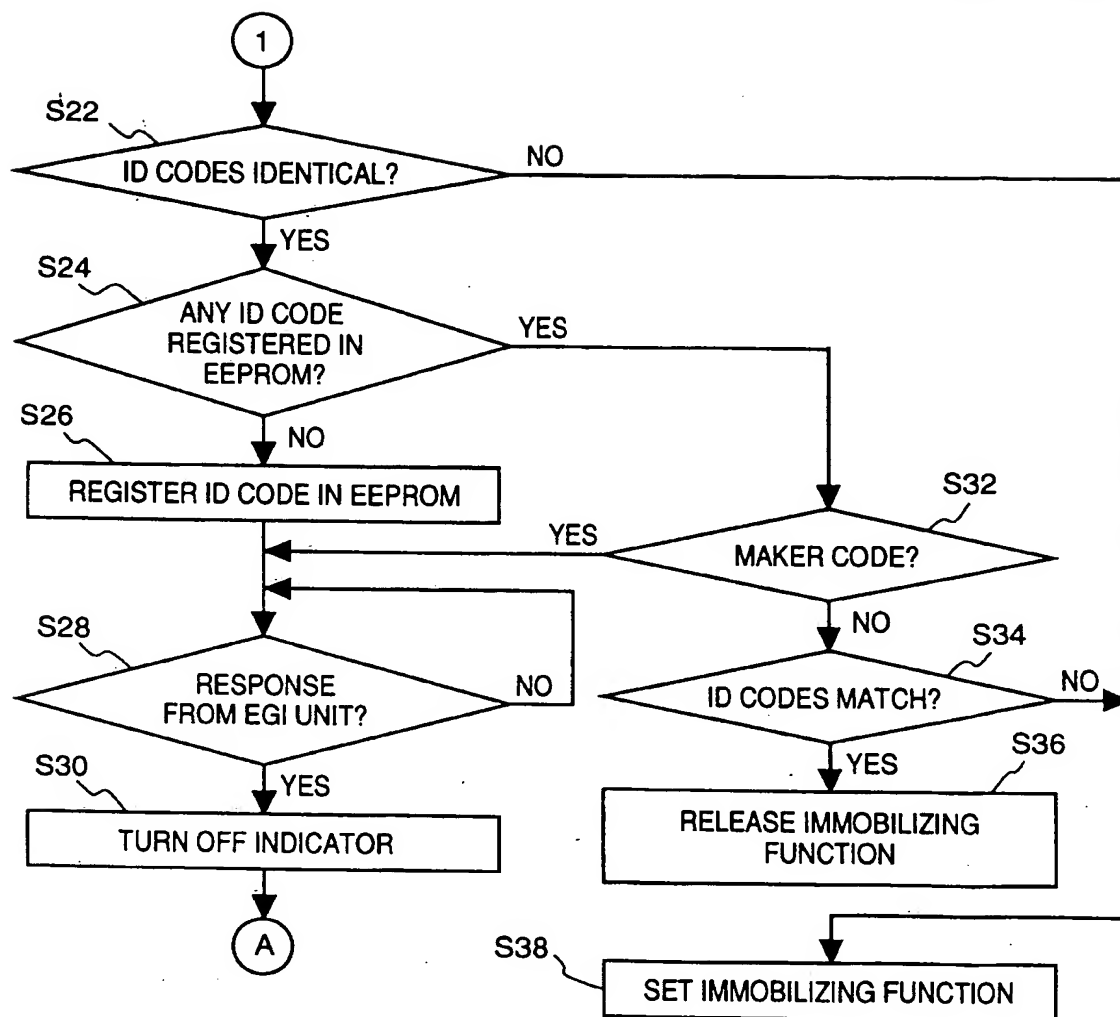 1
S22
ID CODES IDENTICAL?
NO
YES
S24
ANY ID CODE
REGISTERED IN
EEPROM?
YES
S26
NO
REGISTER ID CODE IN EEPROM
S32
YES
MAKER CODE?
NO
S28
RESPONSE
FROM EGI UNIT?
NO
S34
ID CODES MATCH?
NO
S30
YES
TURN OFF INDICATOR
S36
YES
RELEASE IMMOBILIZING
FUNCTION
A
S38
SET IMMOBILIZING FUNCTION